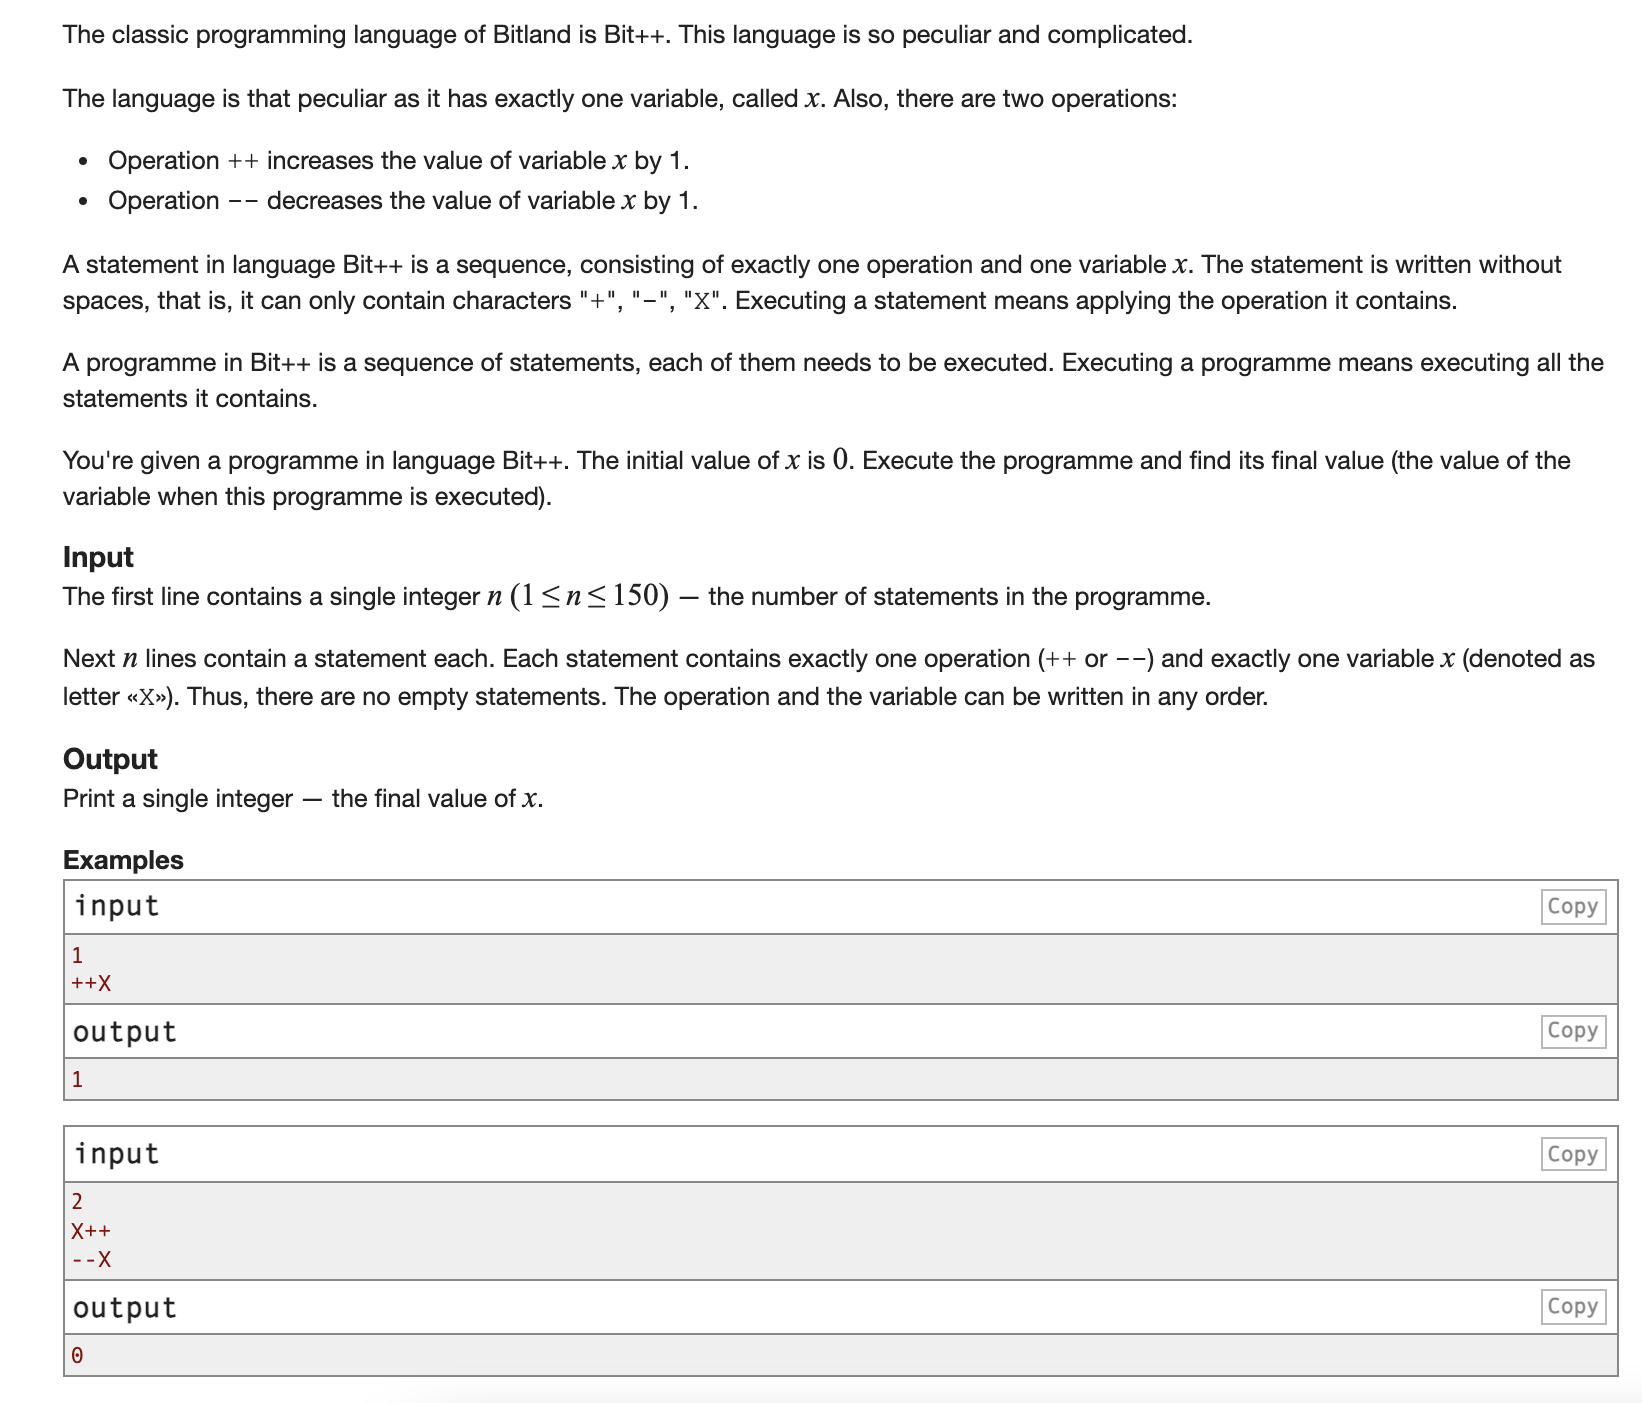 The classic programming language of Bitland is Bit++. This language is so peculiar and complicated.
The language is that peculiar as it has exactly one variable, called x. Also, there are two operations:
• Operation ++ increases the value of variable x by 1.
• Operation -- decreases the value of variable x by 1.
A statement in language Bit++ is a sequence, consisting of exactly one operation and one variable x. The statement is written without
spaces, that is, it can only contain characters "+", "-", "X". Executing a statement means applying the operation it contains.
A programme in Bit++ is a sequence of statements, each of them needs to be executed. Executing a programme means executing all the
statements it contains.
You're given a programme in language Bit++. The initial value of x is 0. Execute the programme and find its final value (the value of the
variable when this programme is executed).
Input
The first line contains a single integer n (1 ≤ n ≤ 150) — the number of statements in the programme.
Next n lines contain a statement each. Each statement contains exactly one operation (++ or --) and exactly one variable x (denoted as
letter «X»). Thus, there are no empty statements. The operation and the variable can be written in any order.
Output
Print a single integer — the final value of x.
Examples
input Copy
1
++X
output Copy
1
input Copy
2
X++
--X
output Copy
0